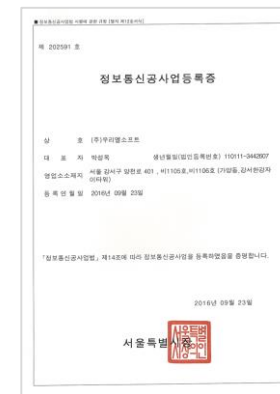 제 202591 호
정보통신공사업등록증
상 호 (주)우리엘소프트
대 표 자 박성복 생년월일(법인등록번호) 110111-3442607
영업소소재지 서울 강서구 양천로 401 , 비1105호,비1106호 (가양동,강서한강자이타워)
등 록 연 월 일 2016년 09월 23일
「정보통신공사업법」 제14조에 따라 정보통신공사업을 등록하였음을 증명합니다.
2016년 09월 23일
서울특별시장